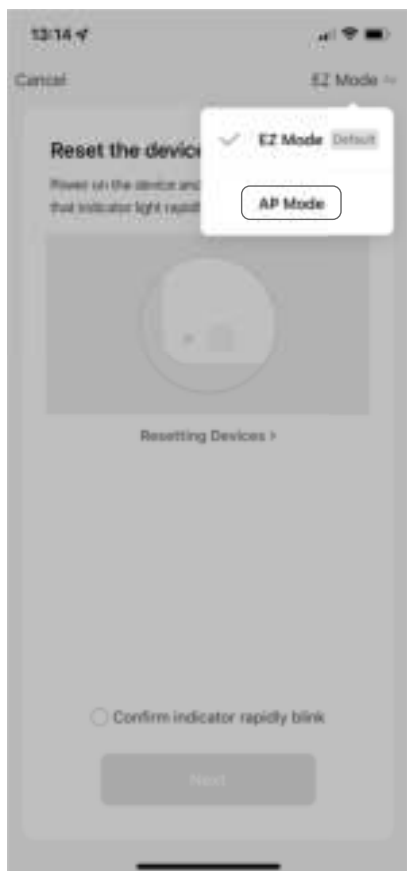 13:14
Cancel
EZ Mode
EZ Mode Default
AP Mode
Reset the device
Power on the device and
that indicator light rapidl
Resetting Devices >
Confirm indicator rapidly blink
Next